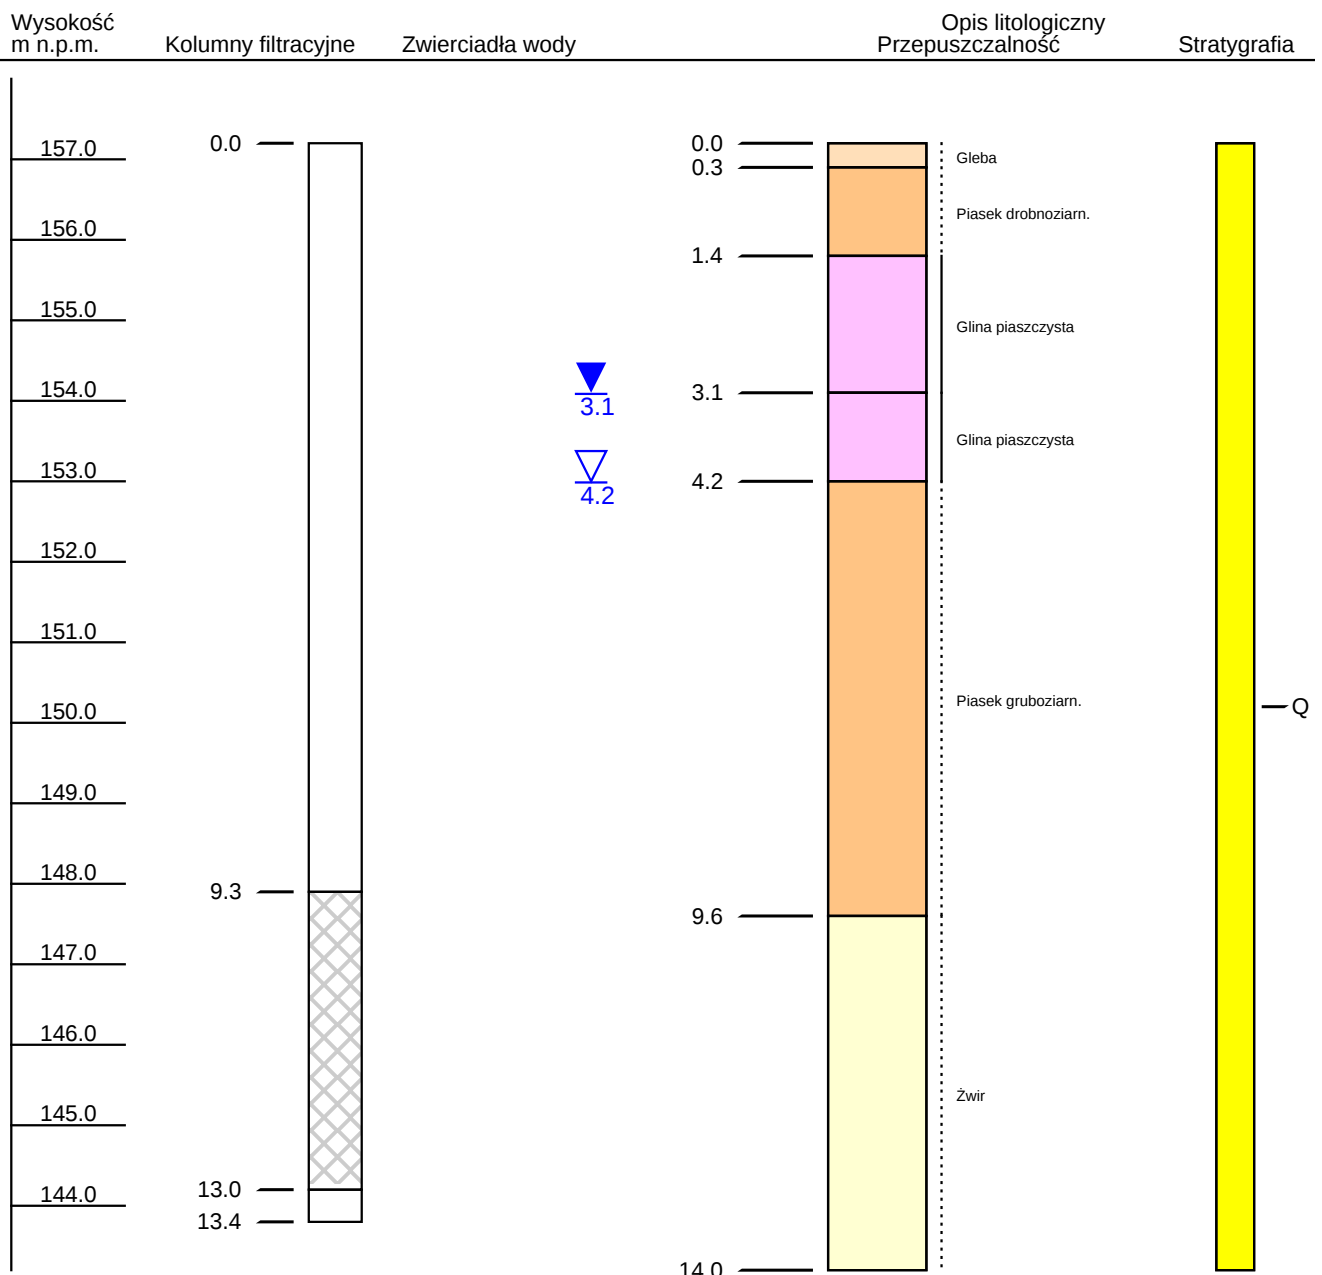 Wysokość
m n.p.m.
Kolumny filtracyjne
Zwierciadła wody
Opis litologiczny
Przepuszczalność
Stratygrafia
157.0
156.0
155.0
154.0
153.0
152.0
151.0
150.0
149.0
148.0
147.0
146.0
145.0
144.0
0.0
9.3
13.0
13.4
3.1
4.2
0.0
0.3
1.4
3.1
4.2
9.6
14.0
Gleba
Piasek drobnoziarn.
Glina piaszczysta
Glina piaszczysta
Piasek gruboziarn.
Żwir
Q